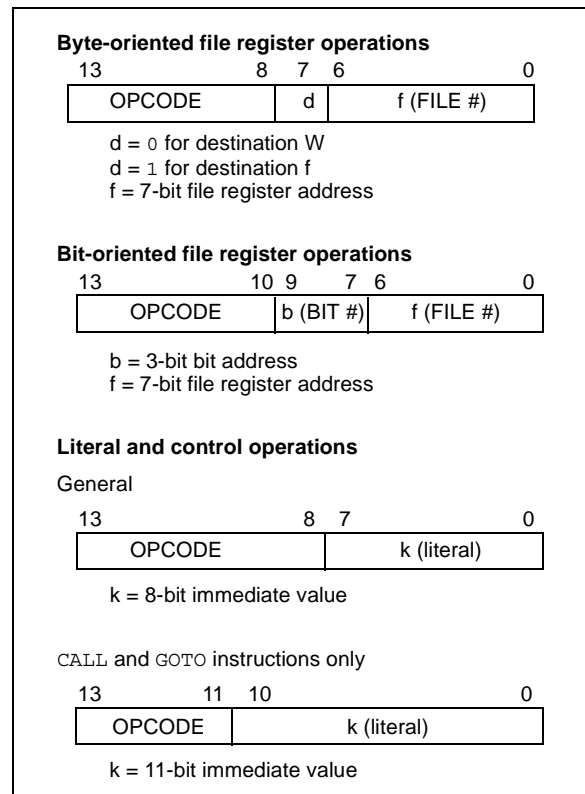 Byte-oriented file register operations
13 8 7 6 0
OPCODE d f (FILE #)
d = 0 for destination W
d = 1 for destination f
f = 7-bit file register address
Bit-oriented file register operations
13 10 9 7 6 0
OPCODE b (BIT #) f (FILE #)
b = 3-bit bit address
f = 7-bit file register address
Literal and control operations
General
13 8 7 0
OPCODE k (literal)
k = 8-bit immediate value
CALL and GOTO instructions only
13 11 10 0
OPCODE k (literal)
k = 11-bit immediate value